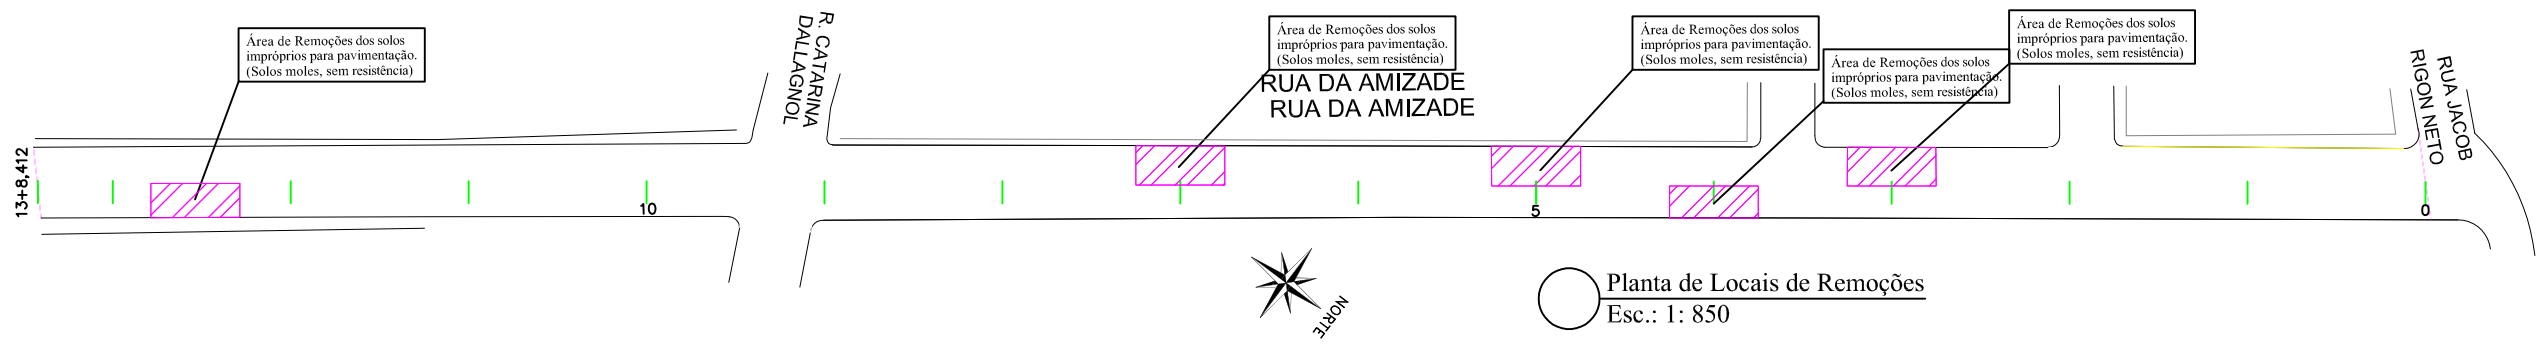 Área de Remoções dos solos
impróprios para pavimentação.
(Solos moles, sem resistência)
R. CATARINA
DALLAGNOL
Área de Remoções dos solos
impróprios para pavimentação.
(Solos moles, sem resistência)
RUA DA AMIZADE
RUA DA AMIZADE
Área de Remoções dos solos
impróprios para pavimentação.
(Solos moles, sem resistência)
Área de Remoções dos solos
impróprios para pavimentação.
(Solos moles, sem resistência)
Área de Remoções dos solos
impróprios para pavimentação.
(Solos moles, sem resistência)
RUA JACOB
RIGON NETO
13+8,412
10
5
0
NORTE
Planta de Locais de Remoções
Esc.: 1: 850